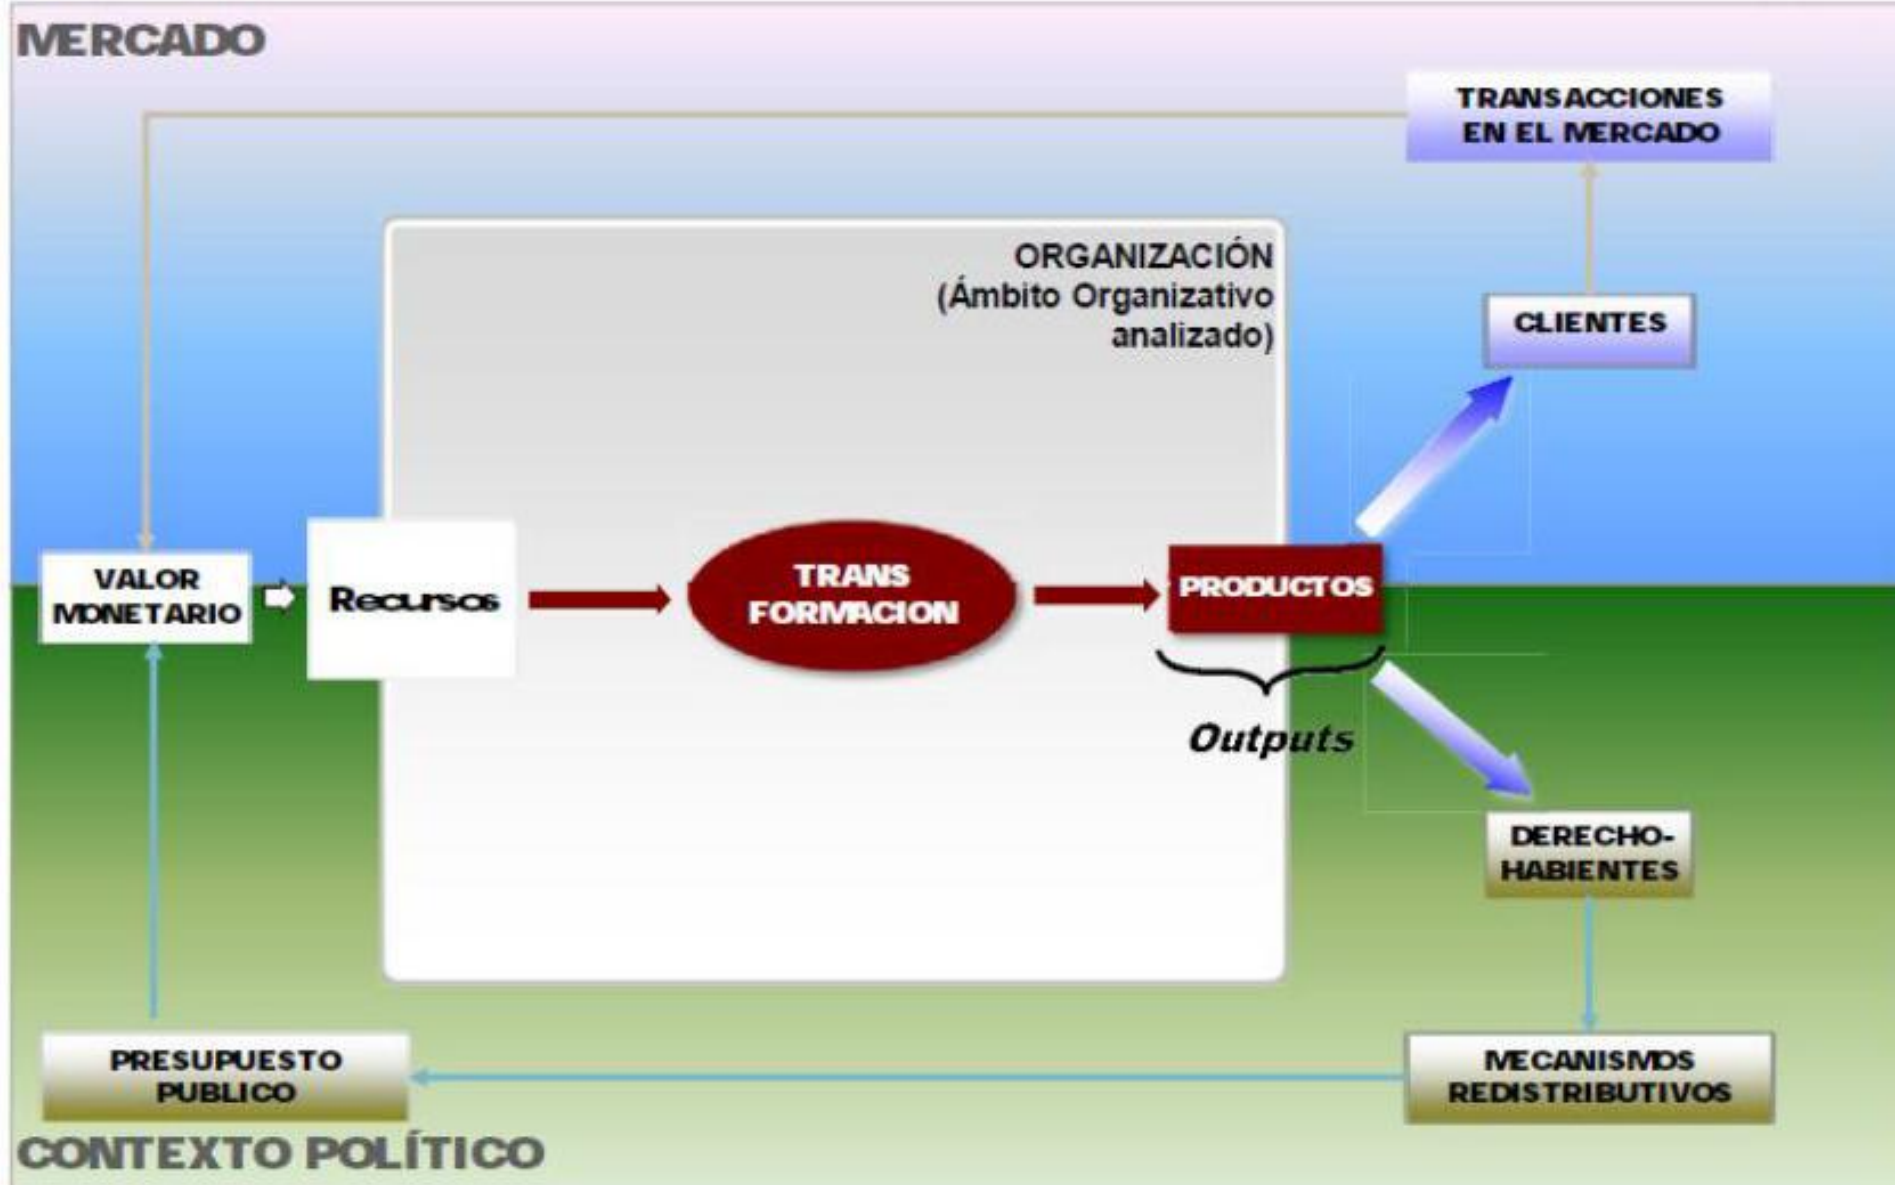 MERCADO
TRANSACCIONES
EN EL MERCADO
ORGANIZACIÓN
(Ámbito Organizativo
analizado)
CLIENTES
VALOR
MONETARIO
Recursos
TRANS
FORMACION
PRODUCTOS
Outputs
DERECHO-
HABIENTES
PRESUPUESTO
PUBLICO
MECANISMOS
REDISTRIBUTIVOS
CONTEXTO POLÍTICO